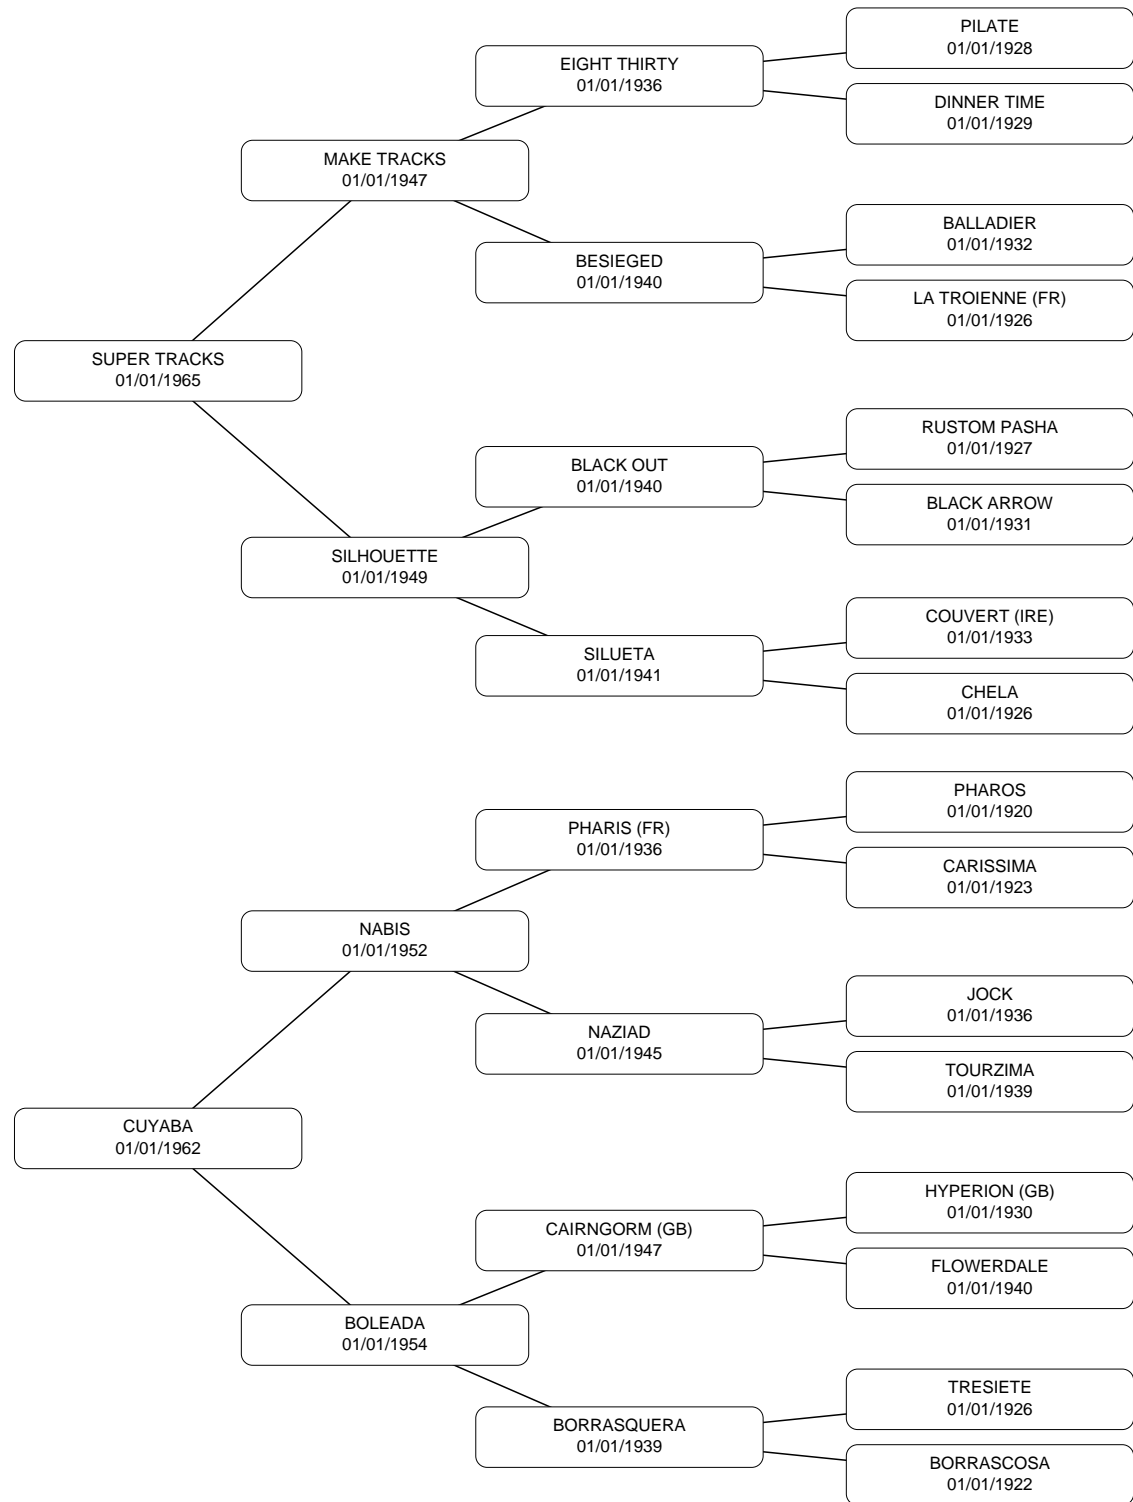 PILATE
01/01/1928
EIGHT THIRTY
01/01/1936
DINNER TIME
01/01/1929
MAKE TRACKS
01/01/1947
BALLADIER
01/01/1932
BESIEGED
01/01/1940
LA TROIENNE (FR)
01/01/1926
SUPER TRACKS
01/01/1965
RUSTOM PASHA
01/01/1927
BLACK OUT
01/01/1940
BLACK ARROW
01/01/1931
SILHOUETTE
01/01/1949
COUVERT (IRE)
01/01/1933
SILUETA
01/01/1941
CHELA
01/01/1926
PHAROS
01/01/1920
PHARIS (FR)
01/01/1936
CARISSIMA
01/01/1923
NABIS
01/01/1952
JOCK
01/01/1936
NAZIAD
01/01/1945
TOURZIMA
01/01/1939
CUYABA
01/01/1962
HYPERION (GB)
01/01/1930
CAIRNGORM (GB)
01/01/1947
FLOWERDALE
01/01/1940
BOLEADA
01/01/1954
TRESIETE
01/01/1926
BORRASQUERA
01/01/1939
BORRASCOSA
01/01/1922